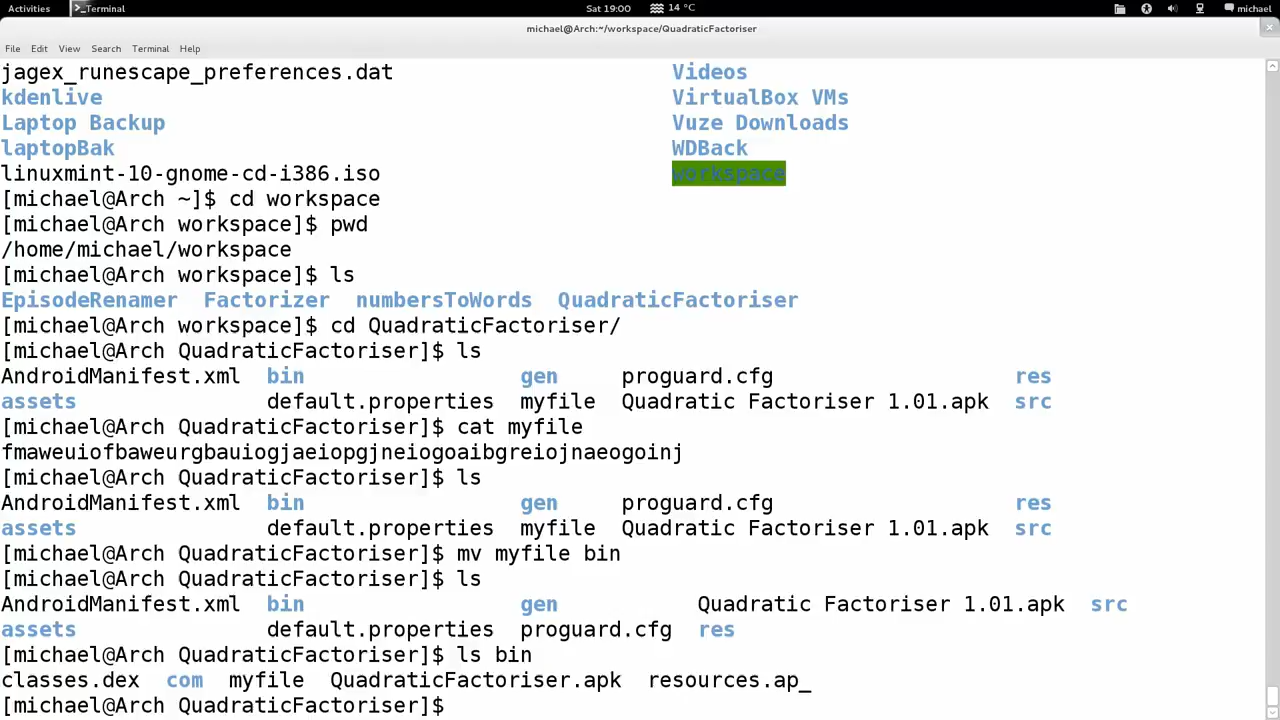 Activities Terminal Sat 19:00 14 °C michael
michael@Arch:~/workspace/QuadraticFactoriser
File Edit View Search Terminal Help
jagex_runescape_preferences.dat Videos
kdenlive VirtualBox VMs
Laptop Backup Vuze Downloads
laptopBak WDBack
linuxmint-10-gnome-cd-i386.iso workspace
[michael@Arch ~]$ cd workspace
[michael@Arch workspace]$ pwd
/home/michael/workspace
[michael@Arch workspace]$ ls
EpisodeRenamer Factorizer numbersToWords QuadraticFactoriser
[michael@Arch workspace]$ cd QuadraticFactoriser/
[michael@Arch QuadraticFactoriser]$ ls
AndroidManifest.xml bin gen proguard.cfg res
assets default.properties myfile Quadratic Factoriser 1.01.apk src
[michael@Arch QuadraticFactoriser]$ cat myfile
fmaweuiofbaweurgbauiogjaeiopgjneiogoaibgreiojnaeogoinj
[michael@Arch QuadraticFactoriser]$ ls
AndroidManifest.xml bin gen proguard.cfg res
assets default.properties myfile Quadratic Factoriser 1.01.apk src
[michael@Arch QuadraticFactoriser]$ mv myfile bin
[michael@Arch QuadraticFactoriser]$ ls
AndroidManifest.xml bin gen Quadratic Factoriser 1.01.apk src
assets default.properties proguard.cfg res
[michael@Arch QuadraticFactoriser]$ ls bin
classes.dex com myfile QuadraticFactoriser.apk resources.ap_
[michael@Arch QuadraticFactoriser]$